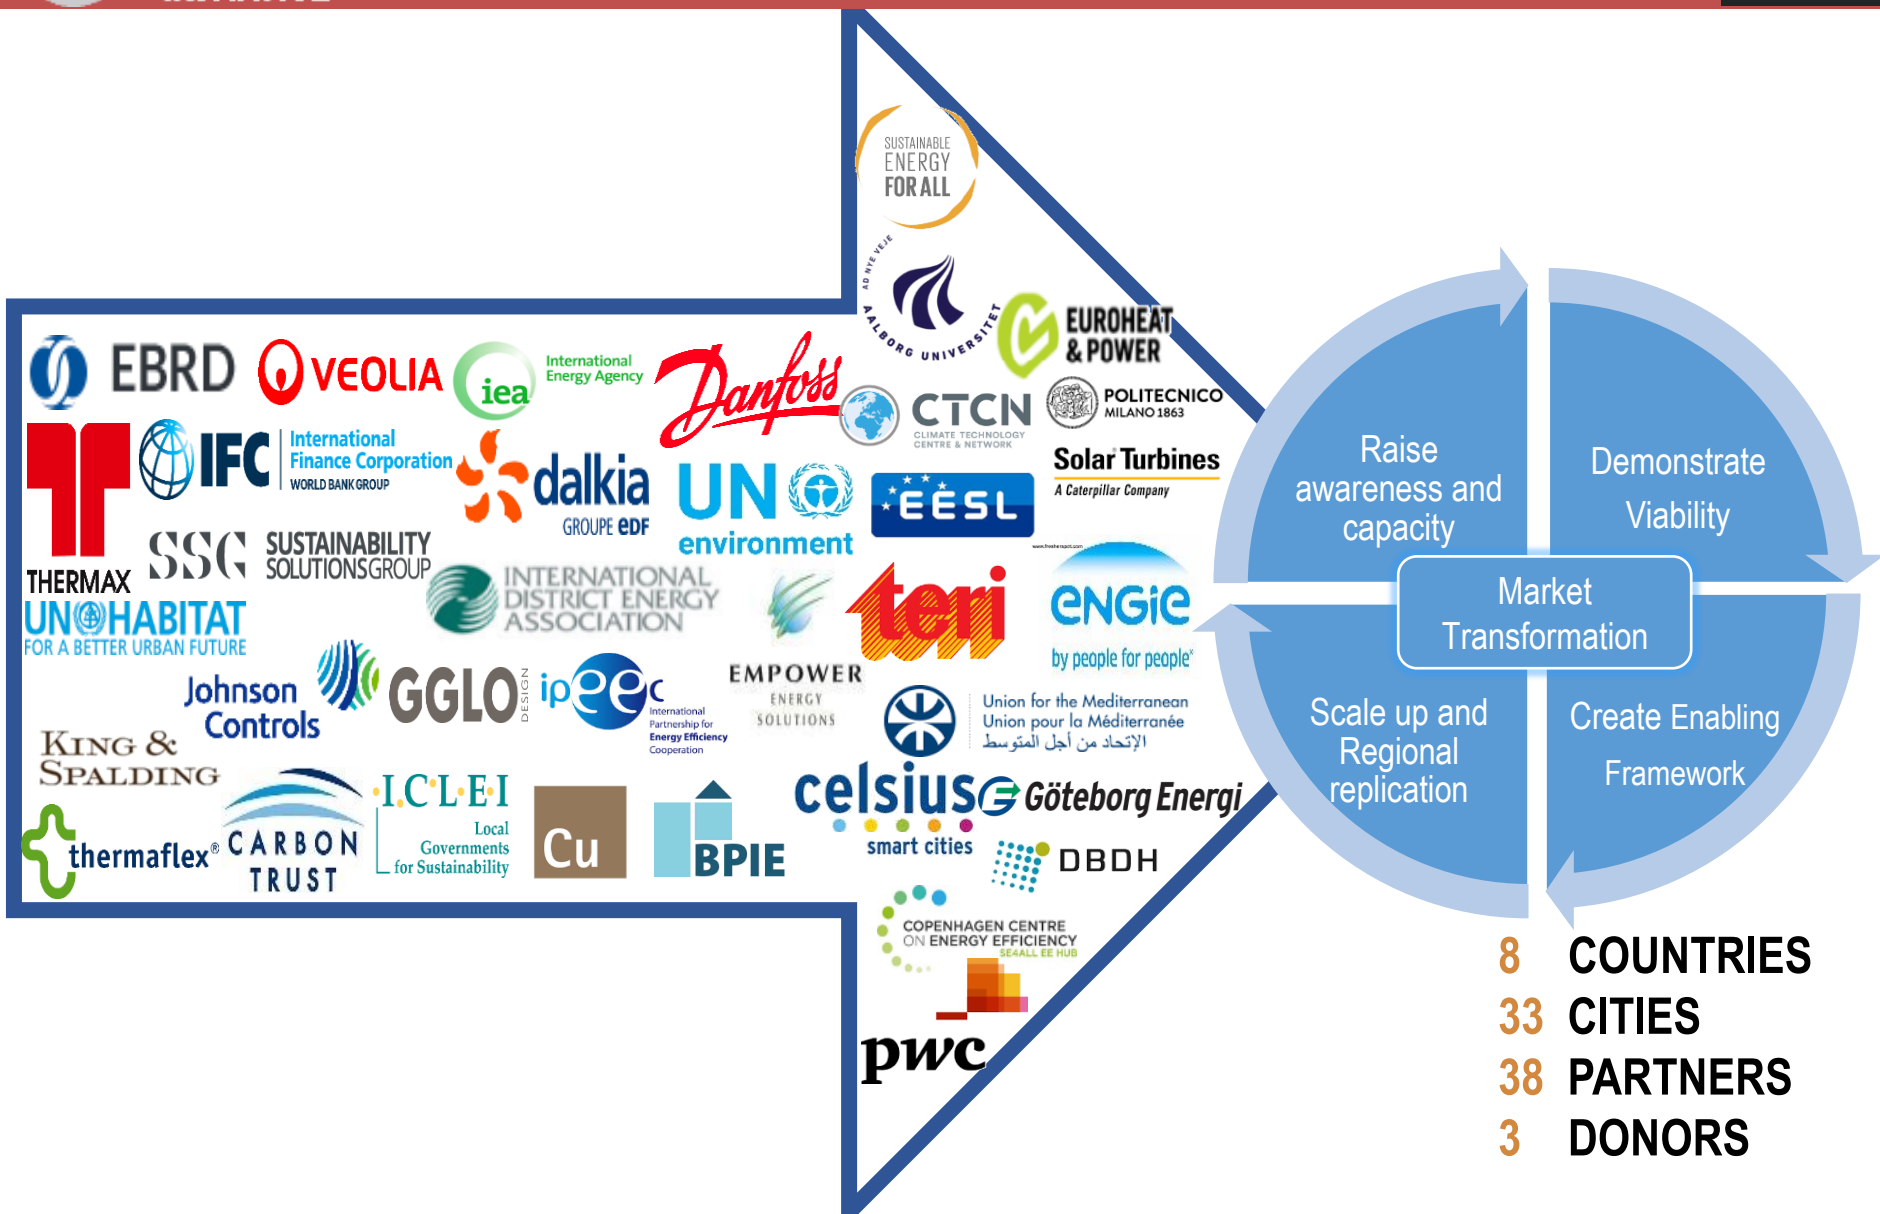 SUSTAINABLE
ENERGY
FOR ALL
AD NYE VEJE
AALBORG UNIVERSITET
EUROHEAT
& POWER
EBRD
VEOLIA
iea
International
Energy Agency
Danfoss
CTCN
CLIMATE TECHNOLOGY
CENTRE & NETWORK
POLITECNICO
MILANO 1863
THERMAX
IFC
International
Finance Corporation
WORLD BANK GROUP
dalkia
GROUPE eDF
UN
environment
EESL
Solar Turbines
A Caterpillar Company
SSG
SUSTAINABILITY
SOLUTIONSGROUP
INTERNATIONAL
DISTRICT ENERGY
ASSOCIATION
EMPOWER
ENERGY
SOLUTIONS
teri
www.fresherspot.com
ENGIE
by people for people
UN HABITAT
FOR A BETTER URBAN FUTURE
Johnson
Controls
GGLO
DESIGN
ipeec
International
Partnership for
Energy Efficiency
Cooperation
Union for the Mediterranean
Union pour la Méditerranée
الإتحاد من أجل المتوسط
KING &
SPALDING
thermaflex®
CARBON
TRUST
I.C.L.E.I
Local
Governments
for Sustainability
Cu
BPIE
celsius
smart cities
Göteborg Energi
DBDH
COPENHAGEN CENTRE
ON ENERGY EFFICIENCY
SE4ALL EE HUB
pwc
Raise
awareness and
capacity
Demonstrate
Viability
Market
Transformation
Scale up and
Regional
replication
Create Enabling
Framework
8 COUNTRIES
33 CITIES
38 PARTNERS
3 DONORS